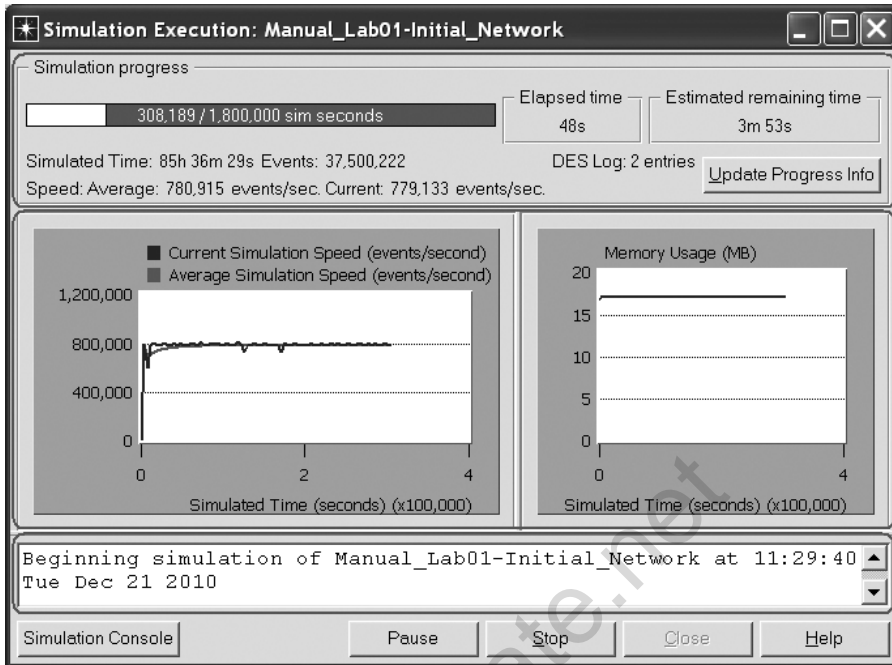 Simulation Execution: Manual_Lab01-Initial_Network
Simulation progress
308,189 / 1,800,000 sim seconds
Elapsed time
48s
Estimated remaining time
3m 53s
Simulated Time: 85h 36m 29s Events: 37,500,222
DES Log: 2 entries
Update Progress Info
Speed: Average: 780,915 events/sec. Current: 779,133 events/sec.
Current Simulation Speed (events/second)
Average Simulation Speed (events/second)
1,200,000
800,000
400,000
0
0
2
4
Simulated Time (seconds) (x100,000)
Memory Usage (MB)
20
15
10
5
0
0
4
Simulated Time (seconds) (x100,000)
Beginning simulation of Manual_Lab01-Initial_Network at 11:29:40
Tue Dec 21 2010
Simulation Console
Pause
Stop
Close
Help
ate.net